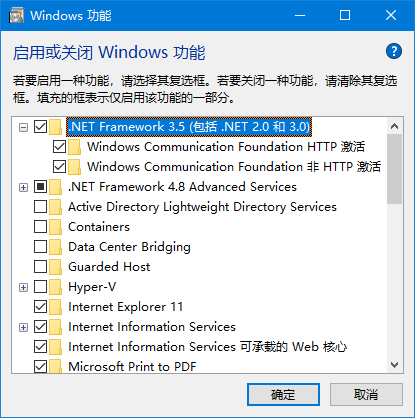 Windows 功能
启用或关闭 Windows 功能
?
若要启用一种功能，请选择其复选框。若要关闭一种功能，请清除其复选
框。填充的框表示仅启用该功能的一部分。
.NET Framework 3.5 (包括 .NET 2.0 和 3.0)
Windows Communication Foundation HTTP 激活
Windows Communication Foundation 非 HTTP 激活
.NET Framework 4.8 Advanced Services
Active Directory Lightweight Directory Services
Containers
Data Center Bridging
Guarded Host
Hyper-V
Internet Explorer 11
Internet Information Services
Internet Information Services 可承载的 Web 核心
Microsoft Print to PDF
确定
取消